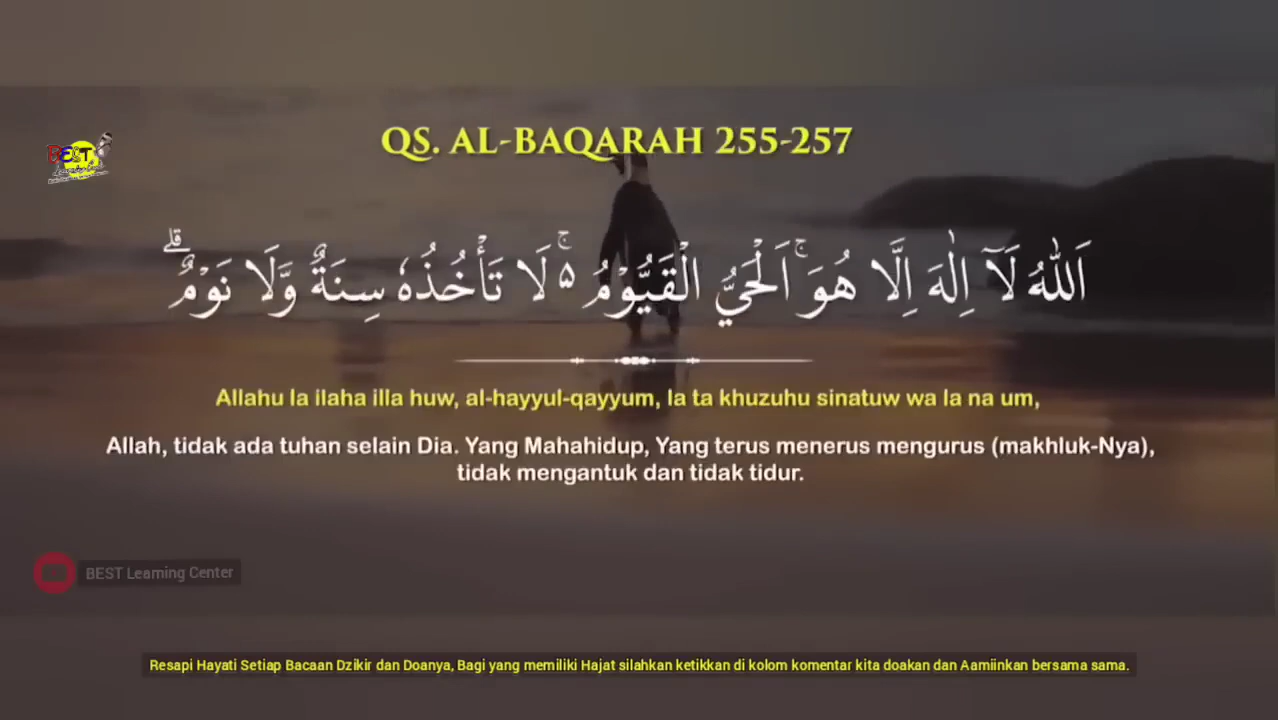 QS. AL-BAQARAH 255-257
BEST
اَللّٰهُ لَآ اِلٰهَ اِلَّا هُوَۚ اَلْحَيُّ الْقَيُّوْمُ ەۚ لَا تَأْخُذُهٗ سِنَةٌ وَّلَا نَوْمٌۗ
Allahu la ilaha illa huw, al-hayyul-qayyum, la ta khuzuhu sinatuw wa la na um,
Allah, tidak ada tuhan selain Dia. Yang Mahahidup, Yang terus menerus mengurus (makhluk-Nya),
tidak mengantuk dan tidak tidur.
BEST Learning Center
Resapi Hayati Setiap Bacaan Dzikir dan Doanya, Bagi yang memiliki Hajat silahkan ketikkan di kolom komentar kita doakan dan Aamiinkan bersama sama.